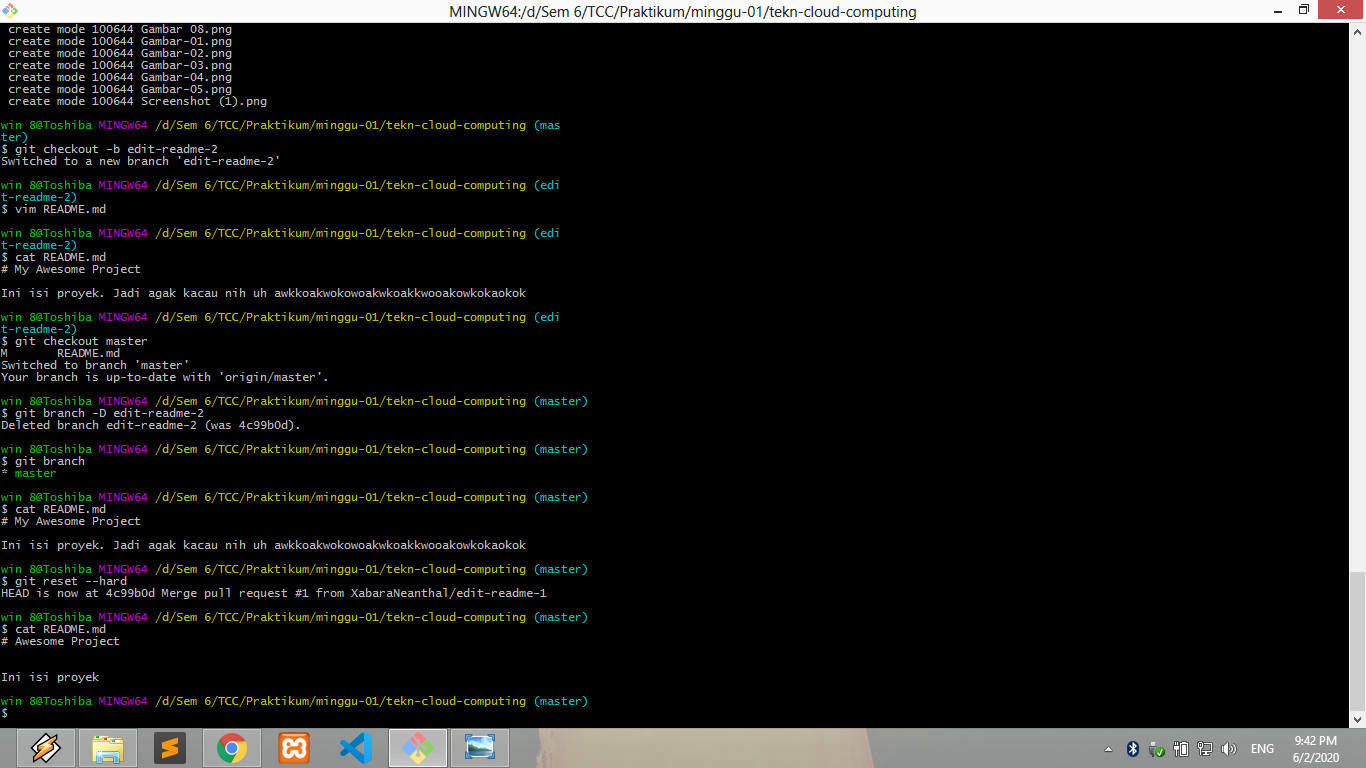 MINGW64:/d/Sem 6/TCC/Praktikum/minggu-01/tekn-cloud-computing
create mode 100644 Gambar 08.png
create mode 100644 Gambar-01.png
create mode 100644 Gambar-02.png
create mode 100644 Gambar-03.png
create mode 100644 Gambar-04.png
create mode 100644 Gambar-05.png
create mode 100644 Screenshot (1).png
win 8@Toshiba MINGW64 /d/Sem 6/TCC/Praktikum/minggu-01/tekn-cloud-computing (mas
ter)
$ git checkout -b edit-readme-2
Switched to a new branch 'edit-readme-2'
win 8@Toshiba MINGW64 /d/Sem 6/TCC/Praktikum/minggu-01/tekn-cloud-computing (edi
t-readme-2)
$ vim README.md
win 8@Toshiba MINGW64 /d/Sem 6/TCC/Praktikum/minggu-01/tekn-cloud-computing (edi
t-readme-2)
$ cat README.md
# My Awesome Project
Ini isi proyek. Jadi agak kacau nih uh awkkoakwokowoakwkoakkwooakowkokaokok
win 8@Toshiba MINGW64 /d/Sem 6/TCC/Praktikum/minggu-01/tekn-cloud-computing (edi
t-readme-2)
$ git checkout master
M       README.md
Switched to branch 'master'
Your branch is up-to-date with 'origin/master'.
win 8@Toshiba MINGW64 /d/Sem 6/TCC/Praktikum/minggu-01/tekn-cloud-computing (master)
$ git branch -D edit-readme-2
Deleted branch edit-readme-2 (was 4c99b0d).
win 8@Toshiba MINGW64 /d/Sem 6/TCC/Praktikum/minggu-01/tekn-cloud-computing (master)
$ git branch
* master
win 8@Toshiba MINGW64 /d/Sem 6/TCC/Praktikum/minggu-01/tekn-cloud-computing (master)
$ cat README.md
# My Awesome Project
Ini isi proyek. Jadi agak kacau nih uh awkkoakwokowoakwkoakkwooakowkokaokok
win 8@Toshiba MINGW64 /d/Sem 6/TCC/Praktikum/minggu-01/tekn-cloud-computing (master)
$ git reset --hard
HEAD is now at 4c99b0d Merge pull request #1 from XabaraNeanthal/edit-readme-1
win 8@Toshiba MINGW64 /d/Sem 6/TCC/Praktikum/minggu-01/tekn-cloud-computing (master)
$ cat README.md
# Awesome Project
Ini isi proyek
win 8@Toshiba MINGW64 /d/Sem 6/TCC/Praktikum/minggu-01/tekn-cloud-computing (master)
$
ENG
9:42 PM
6/2/2020